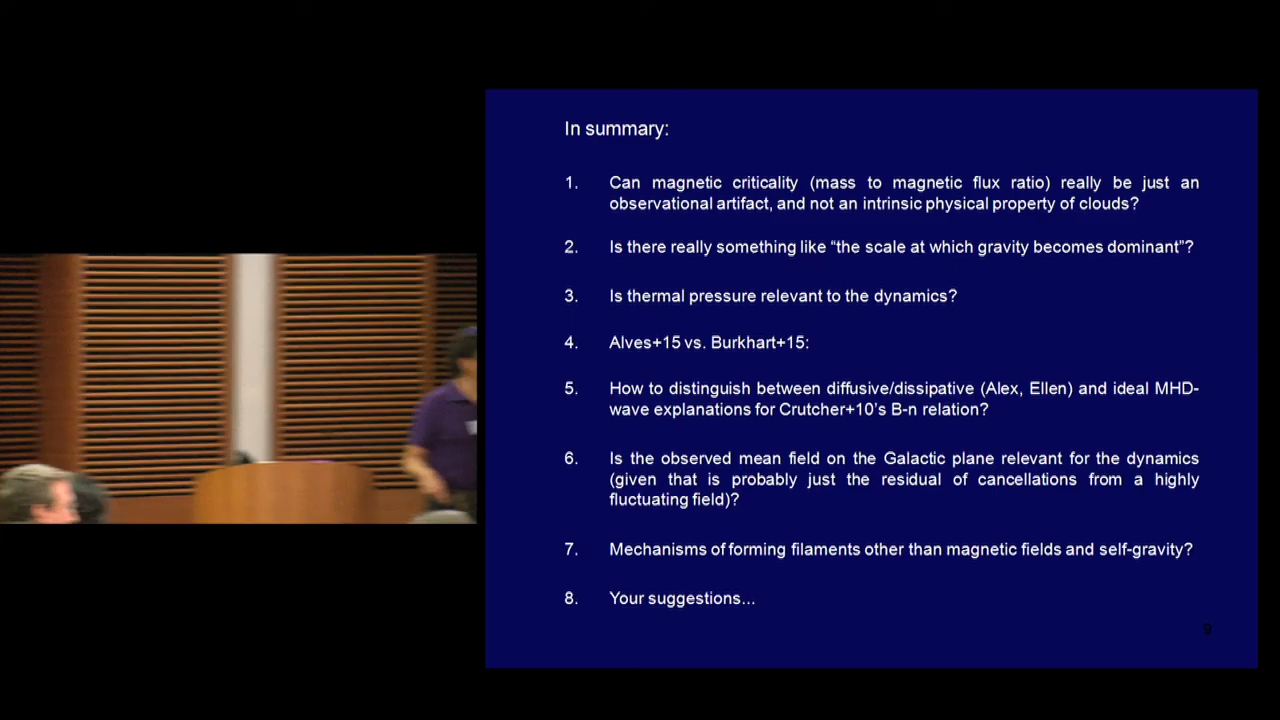 In summary:
1. Can magnetic criticality (mass to magnetic flux ratio) really be just an
observational artifact, and not an intrinsic physical property of clouds?
2. Is there really something like “the scale at which gravity becomes dominant”?
3. Is thermal pressure relevant to the dynamics?
4. Alves+15 vs. Burkhart+15:
5. How to distinguish between diffusive/dissipative (Alex, Ellen) and ideal MHD-
wave explanations for Crutcher+10’s B-n relation?
6. Is the observed mean field on the Galactic plane relevant for the dynamics
(given that is probably just the residual of cancellations from a highly
fluctuating field)?
7. Mechanisms of forming filaments other than magnetic fields and self-gravity?
8. Your suggestions...
9